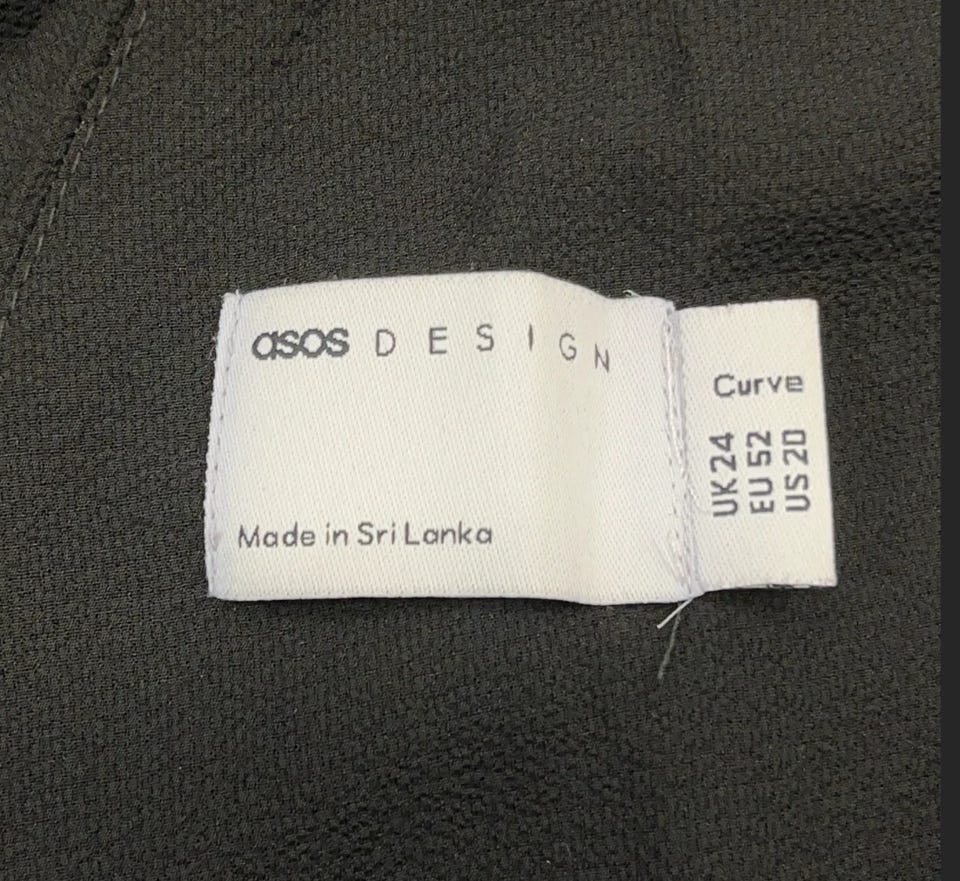 asos DESIGN
Made in Sri Lanka
Curve
UK 24
EU 52
US 20